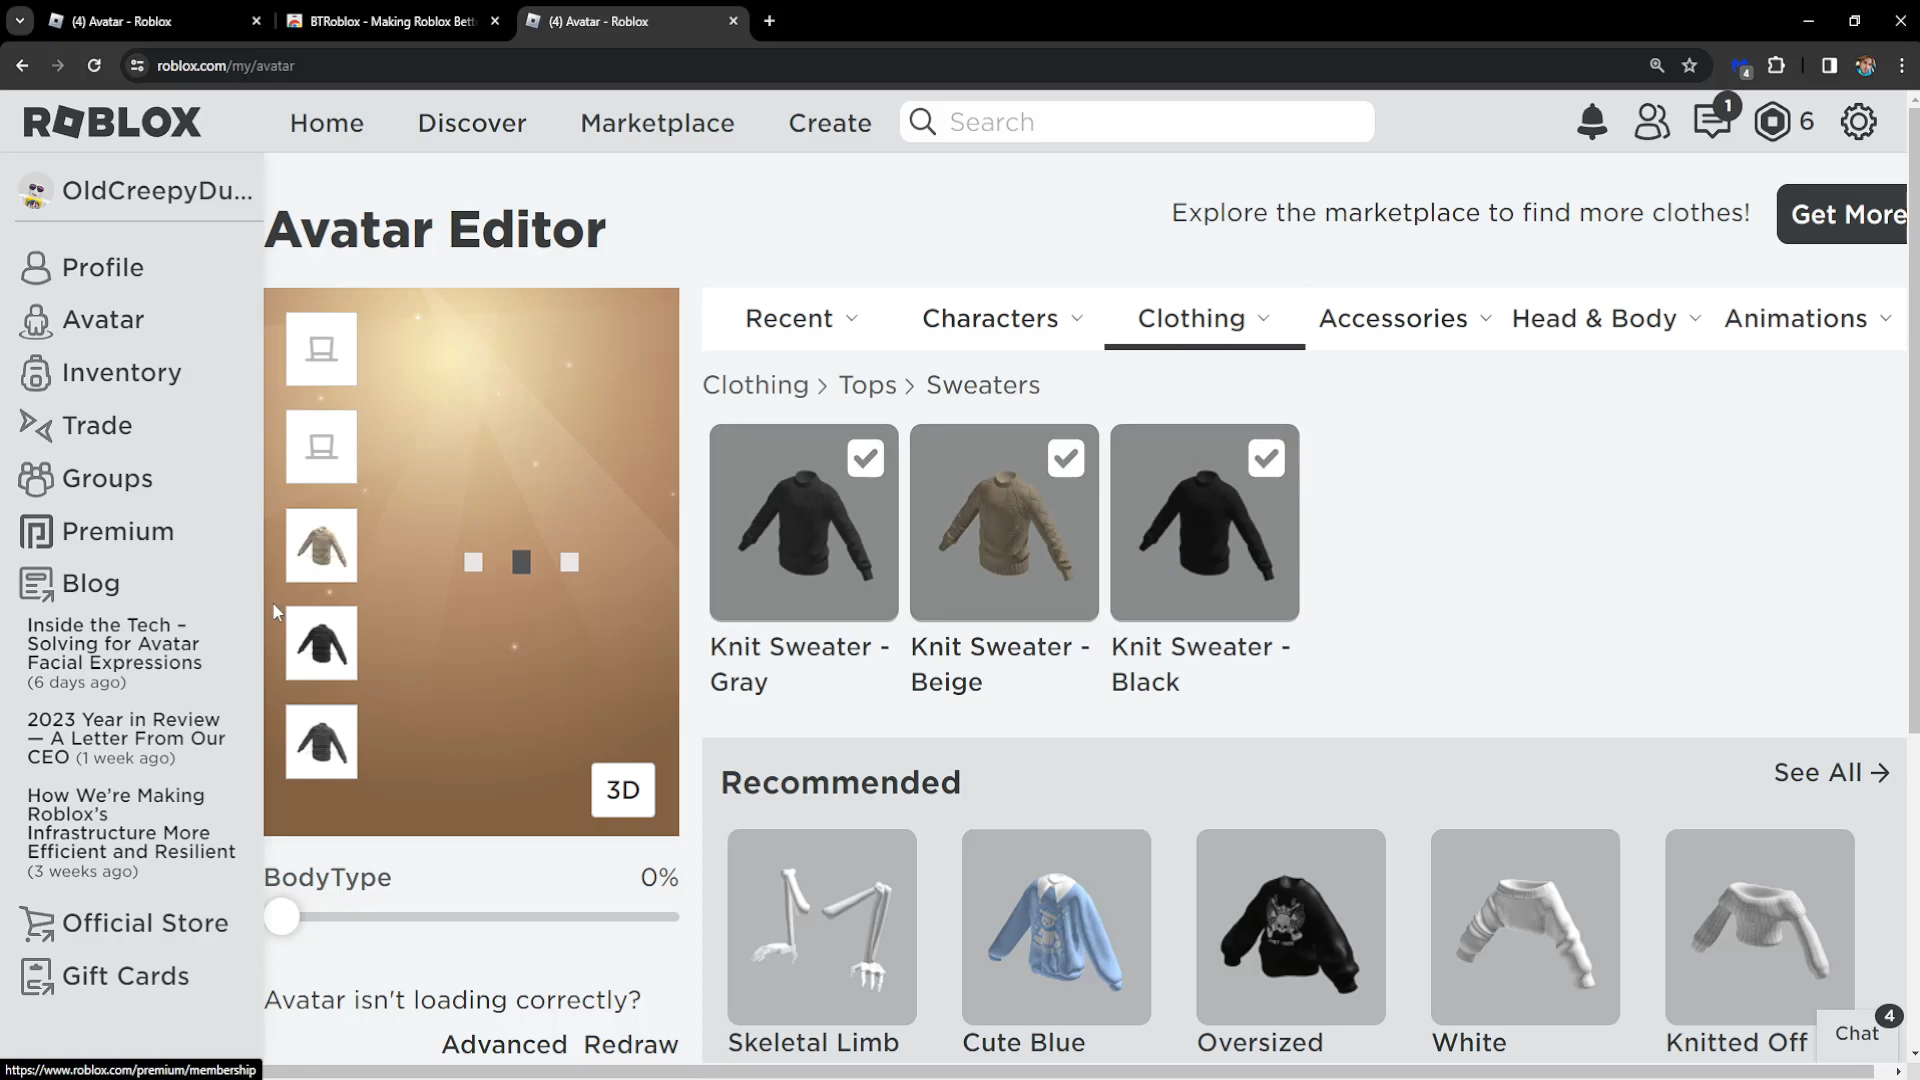 (4) Avatar - Roblox
BTRoblox - Making Roblox Bett
(4) Avatar - Roblox
roblox.com/my/avatar
4
ROBLOX
Home
Discover
Marketplace
Create
Search
1
6
OldCreepyDu...
Profile
Avatar
Inventory
Trade
Groups
Premium
Blog
Inside the Tech –
Solving for Avatar
Facial Expressions
(6 days ago)
2023 Year in Review
— A Letter From Our
CEO (1 week ago)
How We’re Making
Roblox’s
Infrastructure More
Efficient and Resilient
(3 weeks ago)
Official Store
Gift Cards
https://www.roblox.com/premium/membership
Avatar Editor
Explore the marketplace to find more clothes!
Get More
3D
BodyType
0%
Avatar isn't loading correctly?
Advanced
Redraw
Recent
Characters
Clothing
Accessories
Head & Body
Animations
Clothing > Tops > Sweaters
Knit Sweater -
Gray
Knit Sweater -
Beige
Knit Sweater -
Black
Recommended
See All →
Skeletal Limb
Cute Blue
Oversized
White
Knitted Off
Chat
4